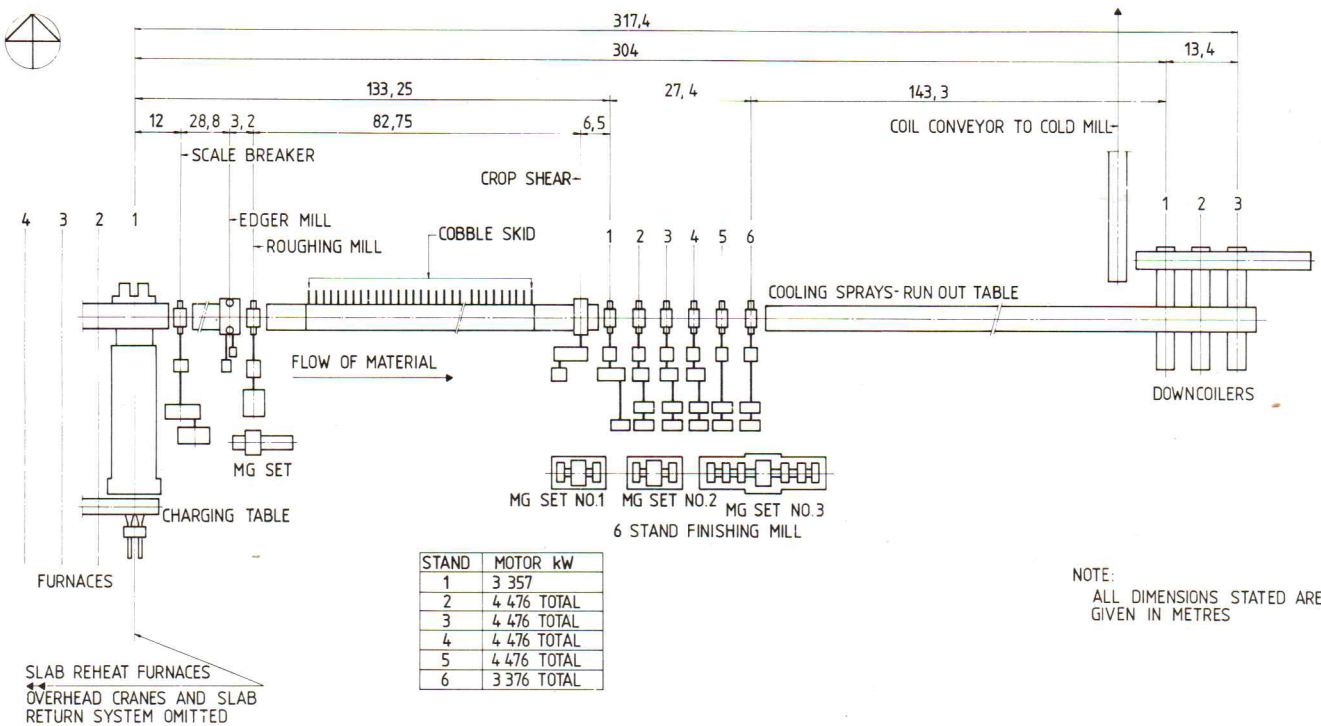 317,4
304
13,4
133,25
27,4
143,3
12
28,8
3,2
82,75
6,5
COIL CONVEYOR TO COLD MILL
SCALE BREAKER
CROP SHEAR
4
3
2
1
EDGER MILL
ROUGHING MILL
COBBLE SKID
1
2
3
4
5
6
1
2
3
COOLING SPRAYS-RUN OUT TABLE
FLOW OF MATERIAL
DOWNCOILERS
MG SET
MG SET NO.1
MG SET NO.2
MG SET NO.3
6 STAND FINISHING MILL
CHARGING TABLE
FURNACES
STAND MOTOR kW
1 3 357
2 4 476 TOTAL
3 4 476 TOTAL
4 4 476 TOTAL
5 4 476 TOTAL
6 3 376 TOTAL
NOTE:
ALL DIMENSIONS STATED ARE
GIVEN IN METRES
SLAB REHEAT FURNACES
OVERHEAD CRANES AND SLAB
RETURN SYSTEM OMITTED